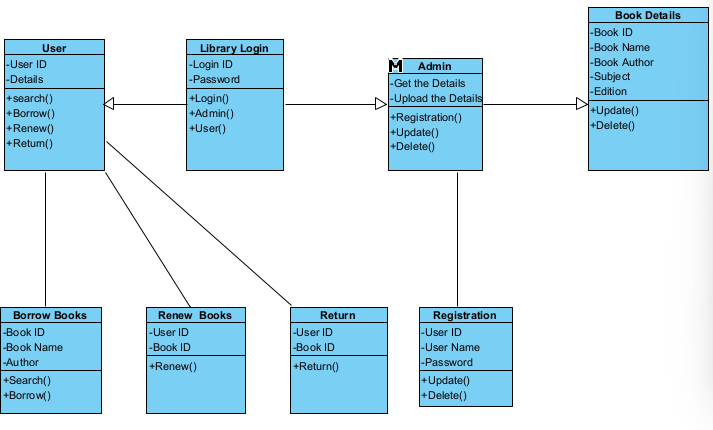 User
-User ID
-Details
+search()
+Borrow()
+Renew()
+Return()
Library Login
-Login ID
-Password
+Login()
+Admin()
+User()
M
Admin
-Get the Details
-Upload the Details
+Registration()
+Update()
+Delete()
Book Details
-Book ID
-Book Name
-Book Author
-Subject
-Edition
+Update()
+Delete()
Borrow Books
-Book ID
-Book Name
-Author
+Search()
+Borrow()
Renew Books
-User ID
-Book ID
+Renew()
Return
-User ID
-Book ID
+Return()
Registration
-User ID
-User Name
-Password
+Update()
+Delete()